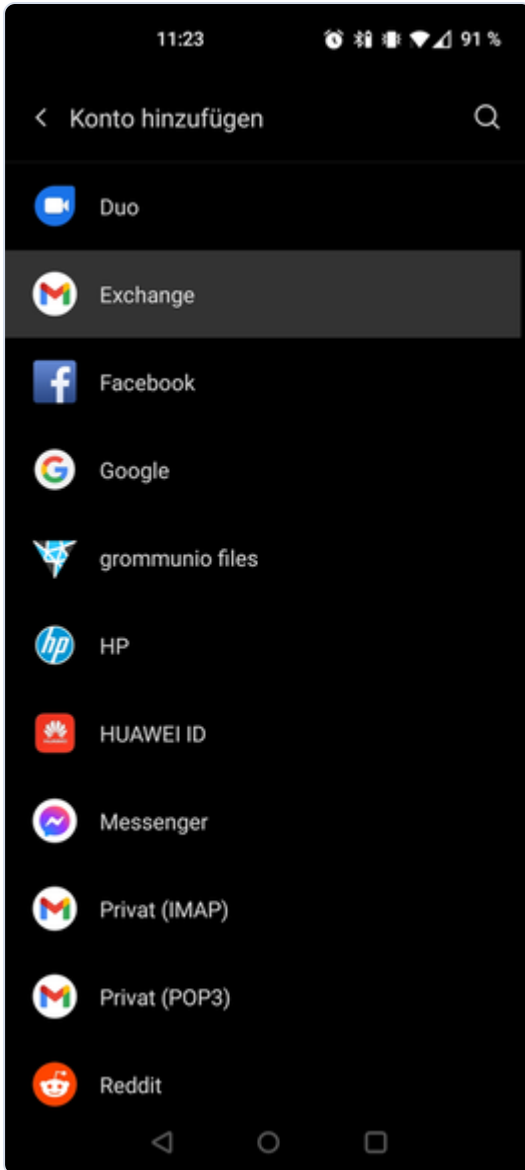 11:23 91 %
Konto hinzufügen
Duo
Exchange
Facebook
Google
grommunio files
HP
HUAWEI ID
Messenger
Privat (IMAP)
Privat (POP3)
Reddit